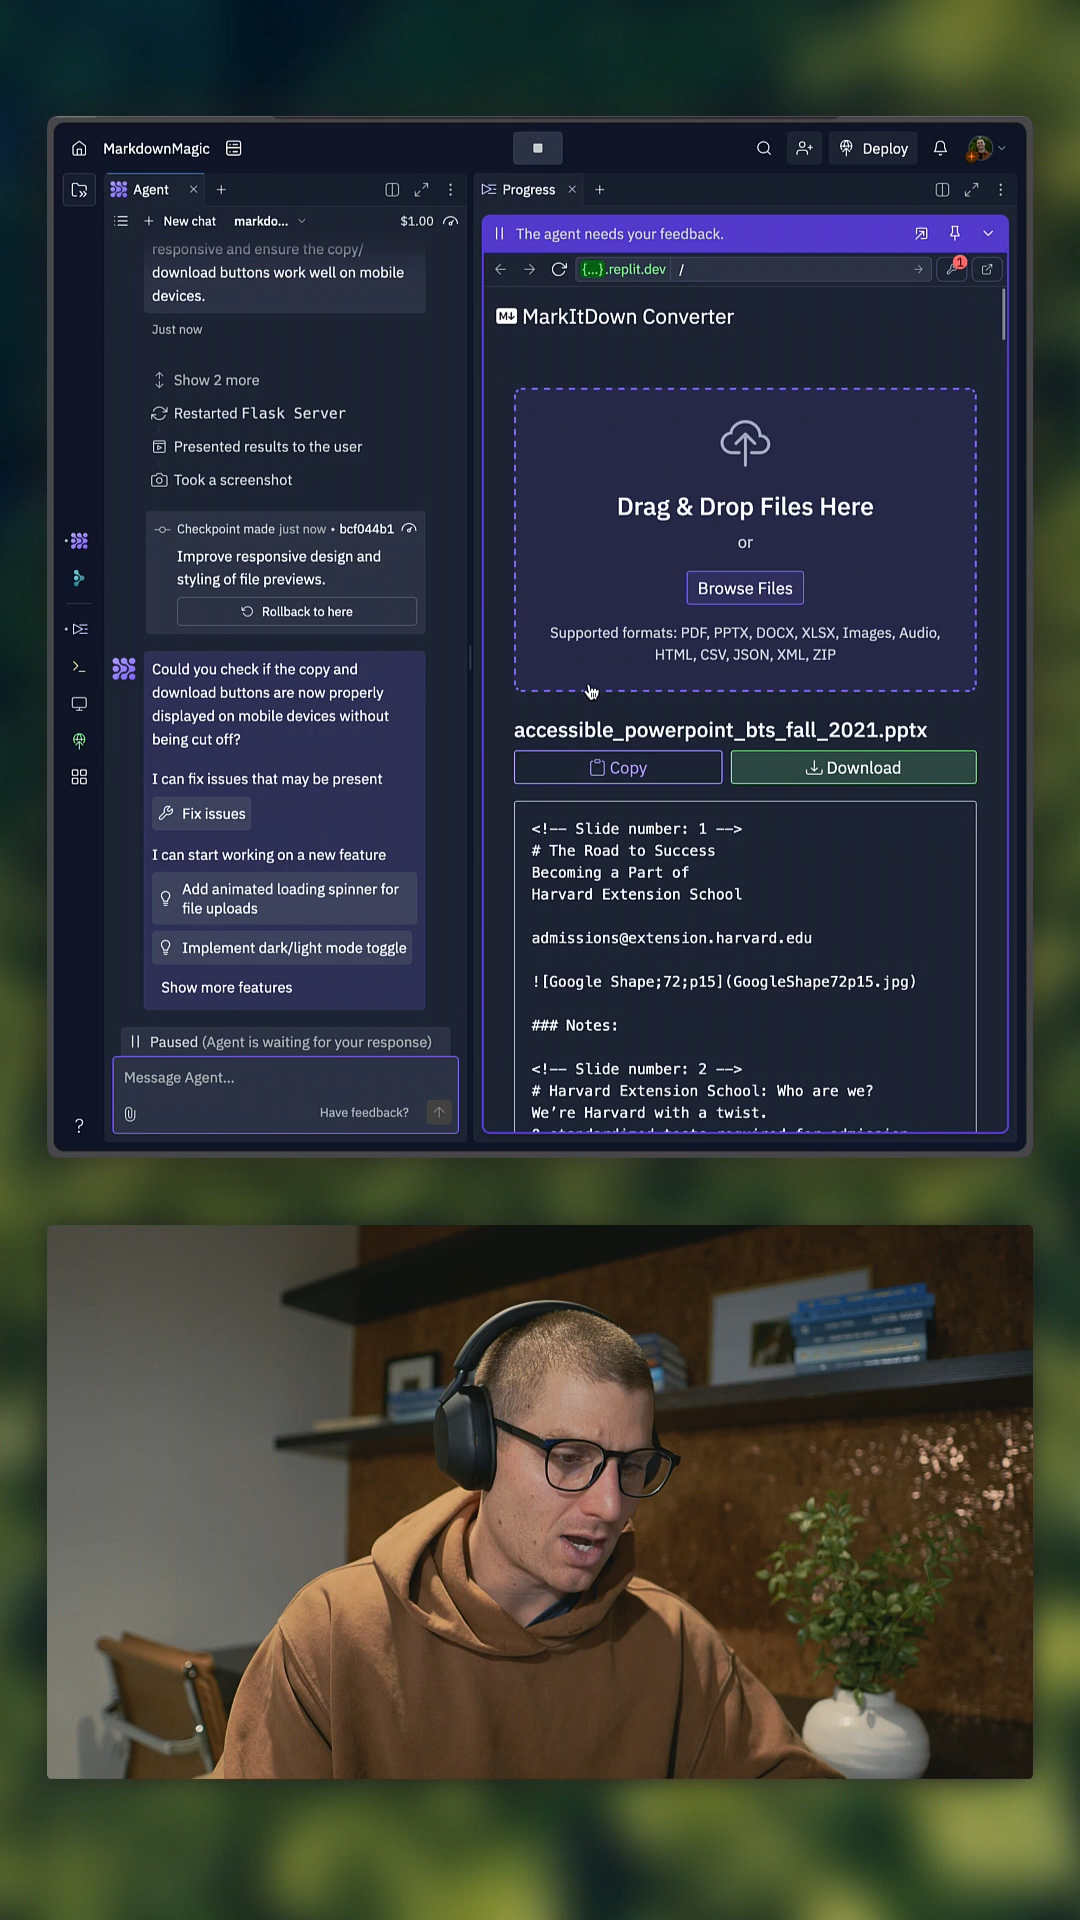 MarkdownMagic
Deploy
Agent
Progress
New chat
markdo...
$1.00
responsive and ensure the copy/
download buttons work well on mobile
devices.
Just now
Show 2 more
Restarted Flask Server
Presented results to the user
Took a screenshot
Checkpoint made just now • bcf044b1
Improve responsive design and
styling of file previews.
Rollback to here
Could you check if the copy and
download buttons are now properly
displayed on mobile devices without
being cut off?
I can fix issues that may be present
Fix issues
I can start working on a new feature
Add animated loading spinner for
file uploads
Implement dark/light mode toggle
Show more features
Paused (Agent is waiting for your response)
Message Agent...
Have feedback?
?
The agent needs your feedback.
{...}.replit.dev /
1
M↓ MarkItDown Converter
Drag & Drop Files Here
or
Browse Files
Supported formats: PDF, PPTX, DOCX, XLSX, Images, Audio,
HTML, CSV, JSON, XML, ZIP
accessible_powerpoint_bts_fall_2021.pptx
Copy
Download
<!-- Slide number: 1 -->
# The Road to Success
Becoming a Part of
Harvard Extension School
admissions@extension.harvard.edu
![Google Shape;72;p15](GoogleShape72p15.jpg)
### Notes:
<!-- Slide number: 2 -->
# Harvard Extension School: Who are we?
We're Harvard with a twist.